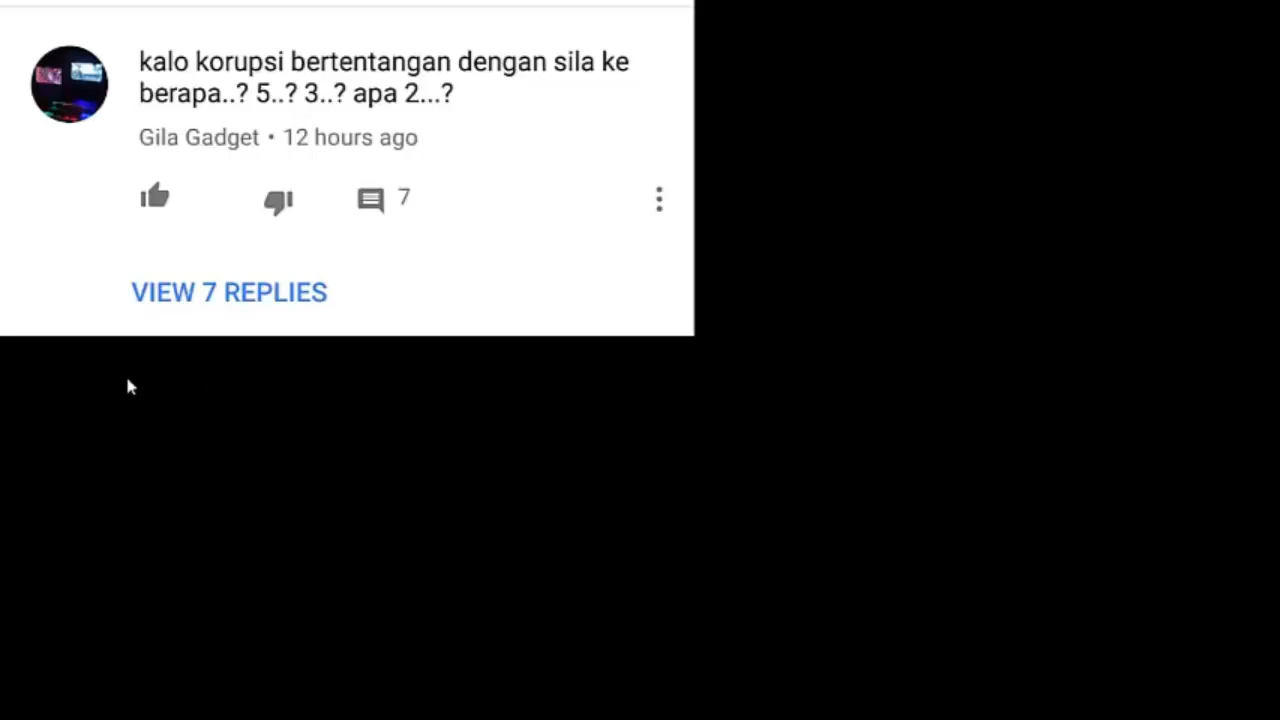 kalo korupsi bertentangan dengan sila ke
berapa..? 5..? 3..? apa 2...?
Gila Gadget • 12 hours ago
7
VIEW 7 REPLIES